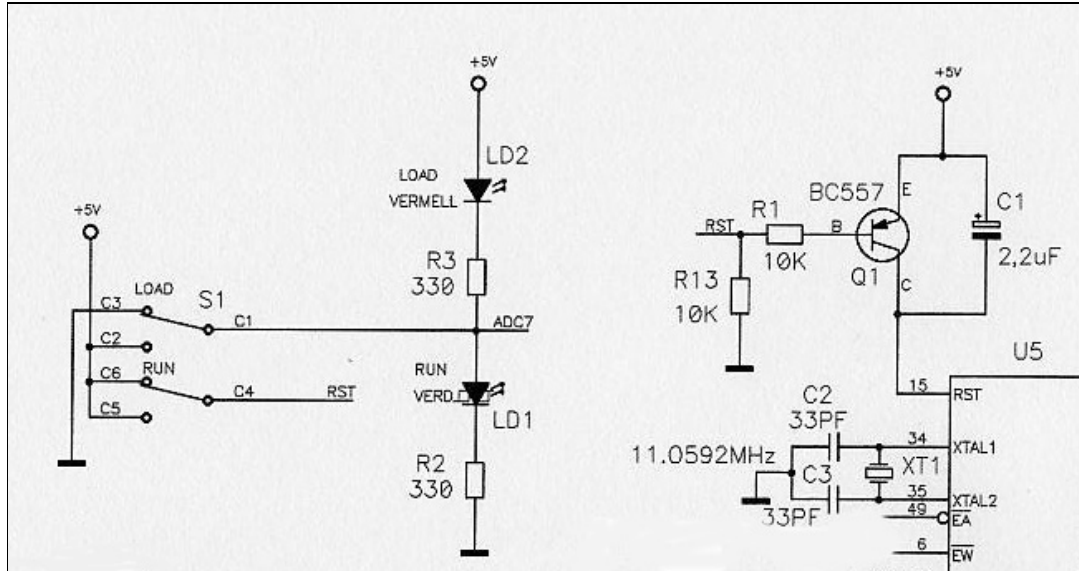 +5V
LD2
LOAD
VERMELL
R3
330
+5V
LOAD
S1
C3
C1
ADC7
C2
RUN
C6
C4
RST
C5
RUN
VERD
LD1
R2
330
+5V
BC557
E
C1
RST
R1
B
2,2uF
10K
Q1
R13
10K
C
U5
15
RST
C2
33PF
34
XTAL1
11.0592MHz
XT1
C3
35
XTAL2
33PF
49
EA
6
EW